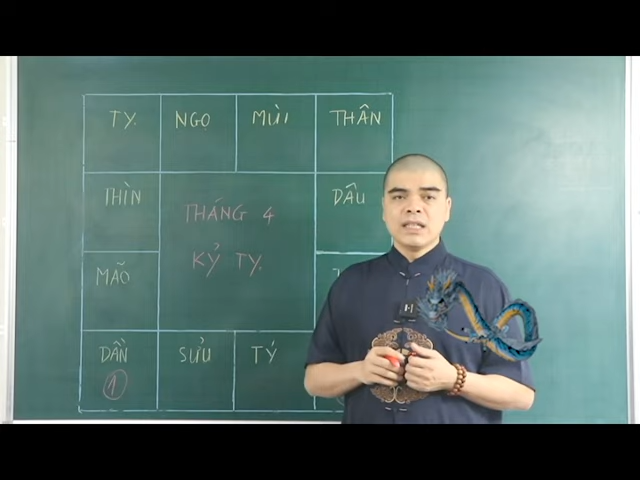 TỴ NGỌ MÙI THÂN
THÌN DẬU
THÁNG 4
KỶ TỴ
MÃO
DẦN SỬU TÝ
1